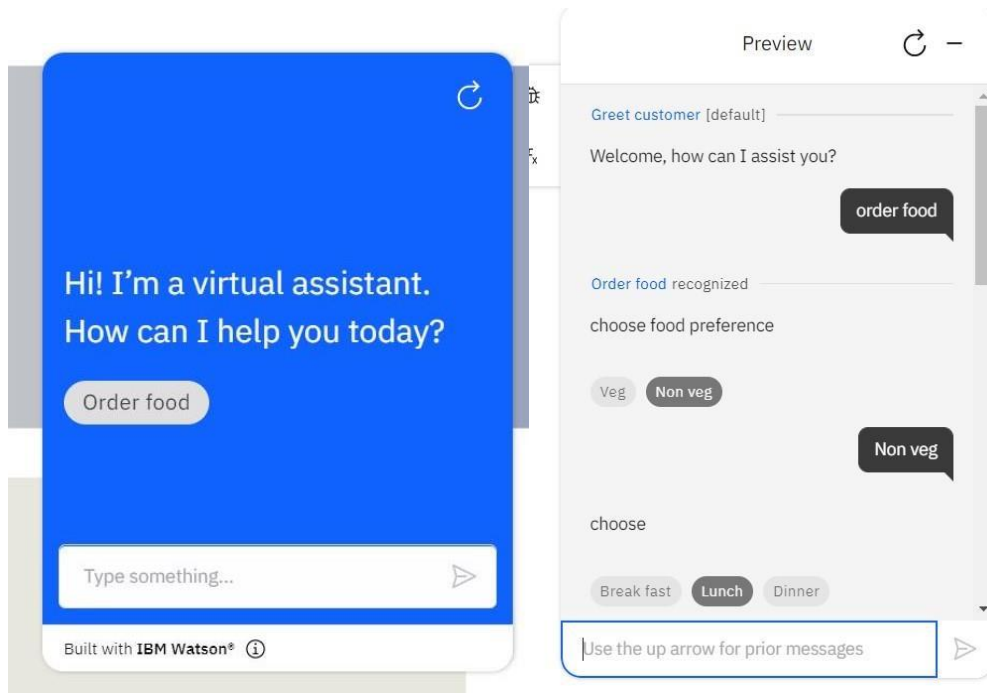 Hi! I’m a virtual assistant.
How can I help you today?
Order food
Type something...
Built with IBM Watson®
Preview
Greet customer [default]
Welcome, how can I assist you?
order food
Order food recognized
choose food preference
Veg Non veg
Non veg
choose
Break fast Lunch Dinner
Use the up arrow for prior messages